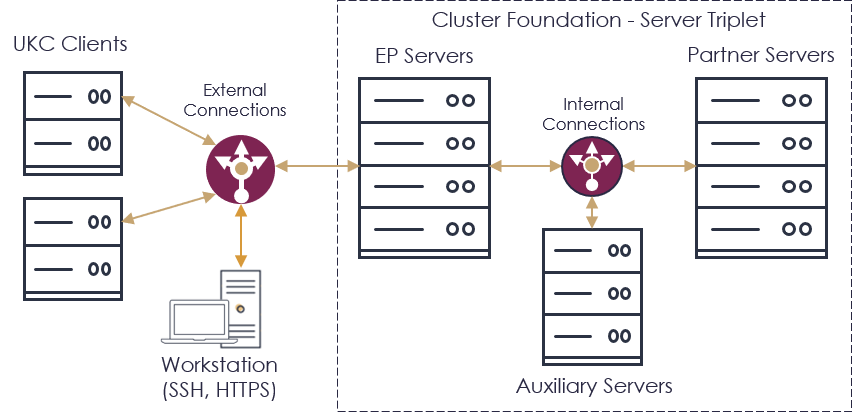 Cluster Foundation - Server Triplet
UKC Clients
EP Servers
Partner Servers
External
Connections
Internal
Connections
Workstation
(SSH, HTTPS)
Auxiliary Servers